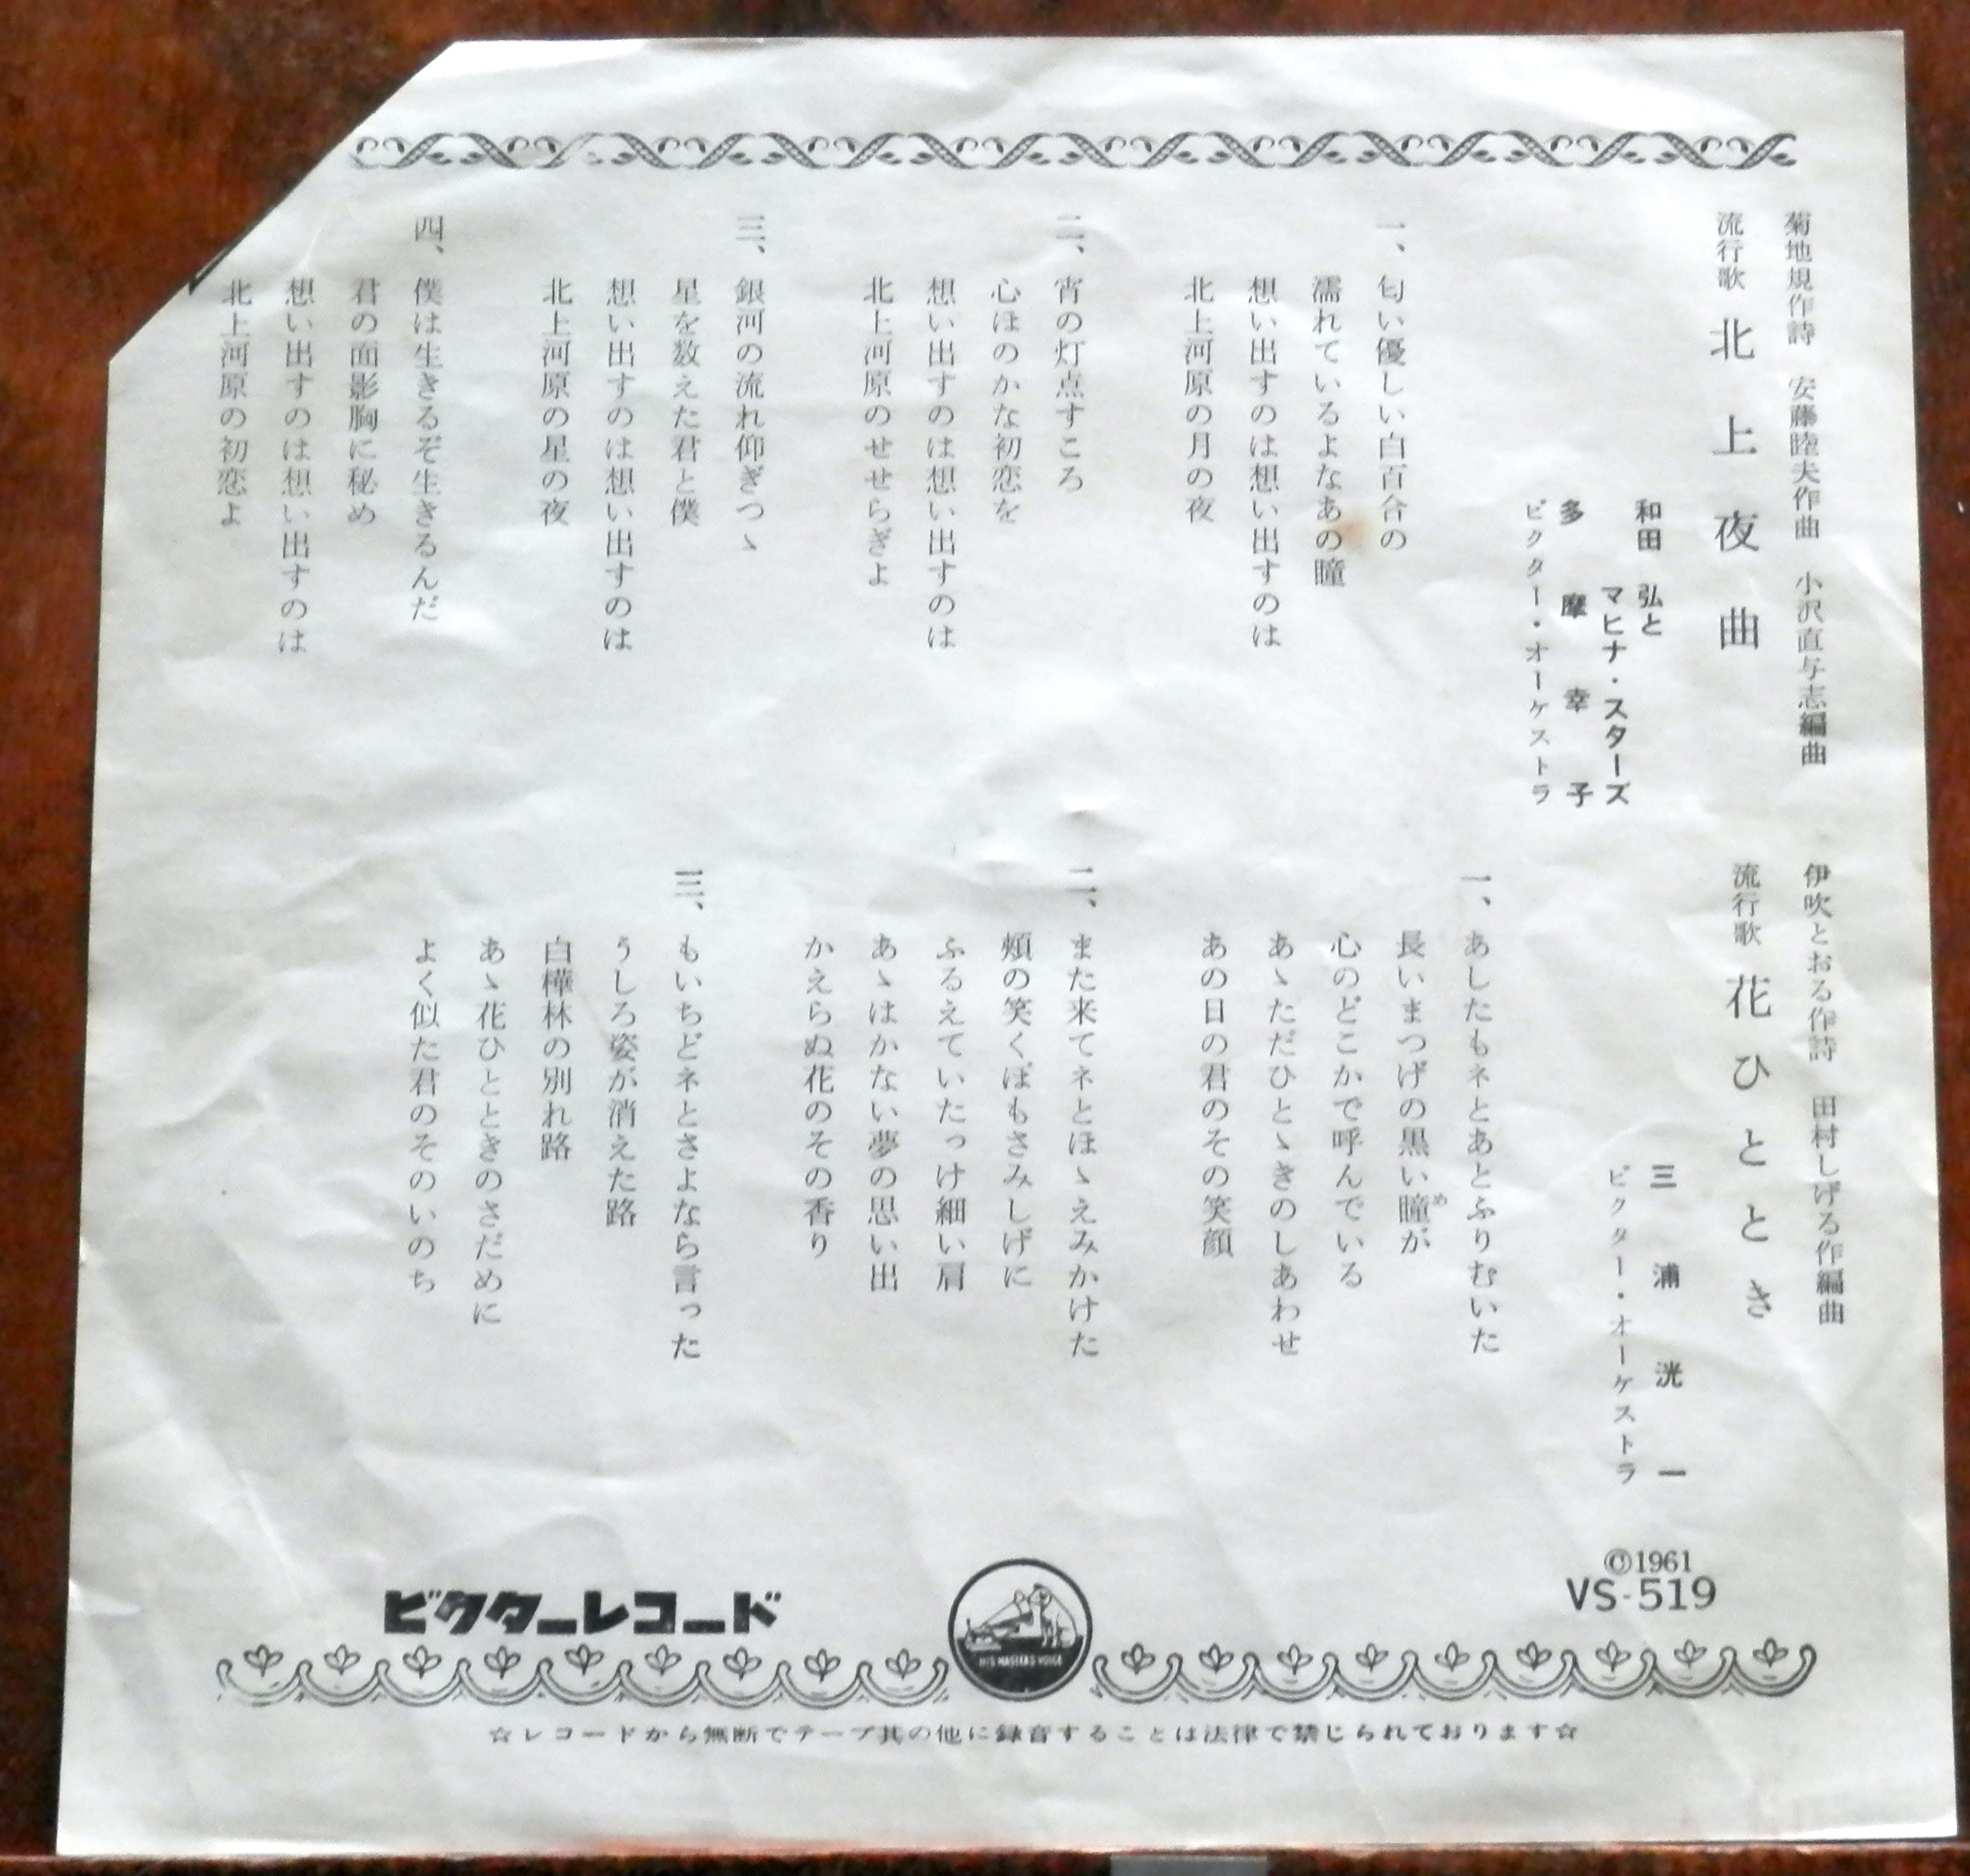 菊地規作詩 安藤睦夫作曲 小沢直与志編曲
流行歌 北上夜曲
和田 弘と
マヒナ・スターズ
多摩幸子
ビクター・オーケストラ
一、匂い優しい白百合の
濡れているよなあの瞳
想い出すのは想い出すのは
北上河原の月の夜
二、宵の灯点すころ
心ほのかな初恋を
想い出すのは想い出すのは
北上河原のせせらぎよ
三、銀河の流れ仰ぎつゝ
星を数えた君と僕
想い出すのは想い出すのは
北上河原の星の夜
四、僕は生きるぞ生きるんだ
君の面影胸に秘め
想い出すのは想い出すのは
北上河原の初恋よ
伊吹とおる作詩 田村しげる作編曲
流行歌 花ひととき
三浦洸一
ビクター・オーケストラ
一、あしたもネとあとふりむいた
長いまつげの黒い瞳が
め
心のどこかで呼んでいる
あゝただひとゝきのしあわせ
あの日の君のその笑顔
二、また来てネとほゝえみかけた
頬の笑くぼもさみしげに
ふるえていたっけ細い肩
あゝはかない夢の思い出
かえらぬ花のその香り
三、もいちどネとさよなら言った
うしろ姿が消えた路
白樺林の別れ路
あゝ花ひとときのさだめに
よく似た君のそのいのち
©1961
VS-519
ビクターレコード
HIS MASTER'S VOICE
☆レコードから無断でテープ其の他に録音することは法律で禁じられております☆